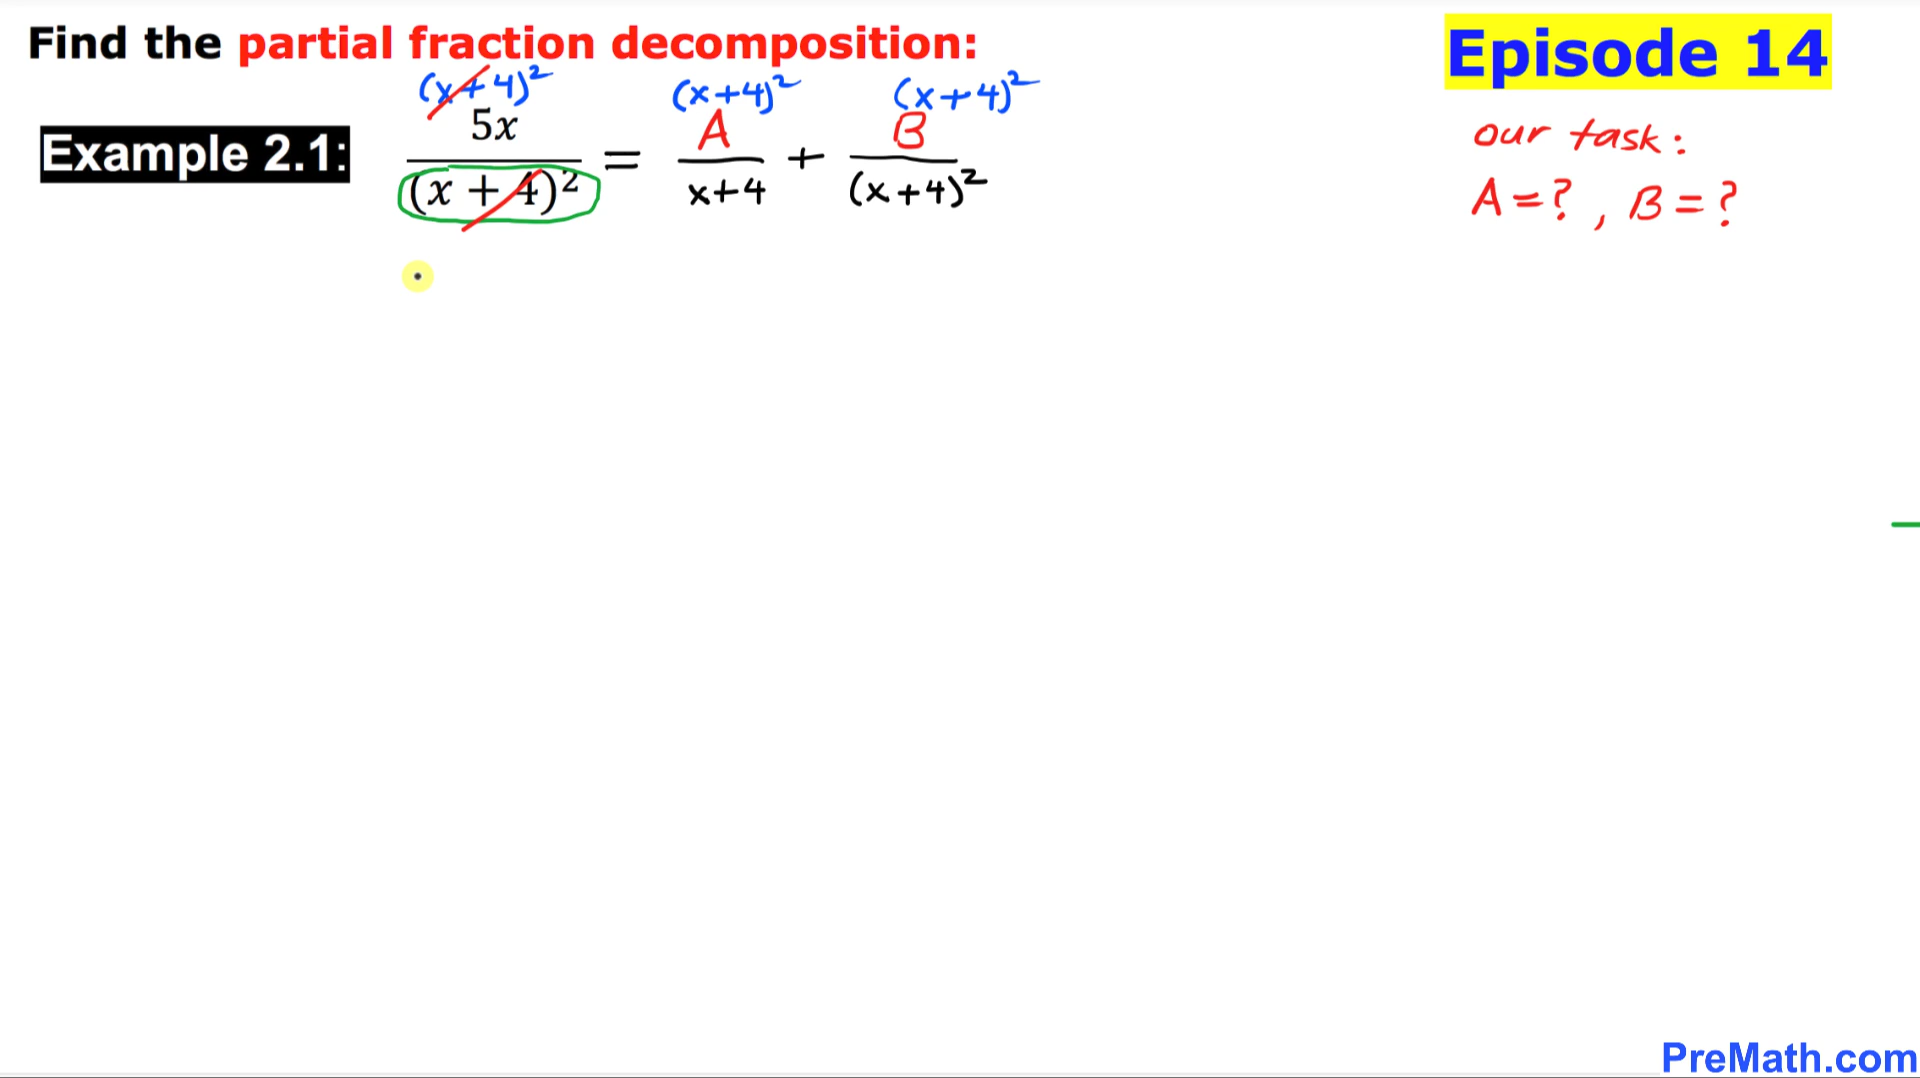 Find the partial fraction decomposition:
Episode 14
(x+4)² (x+4)² (x+4)²
Example 2.1: 5x/(x + 4)² = A/x+4 + B/(x+4)²
our task:
A=? , B=?
PreMath.com